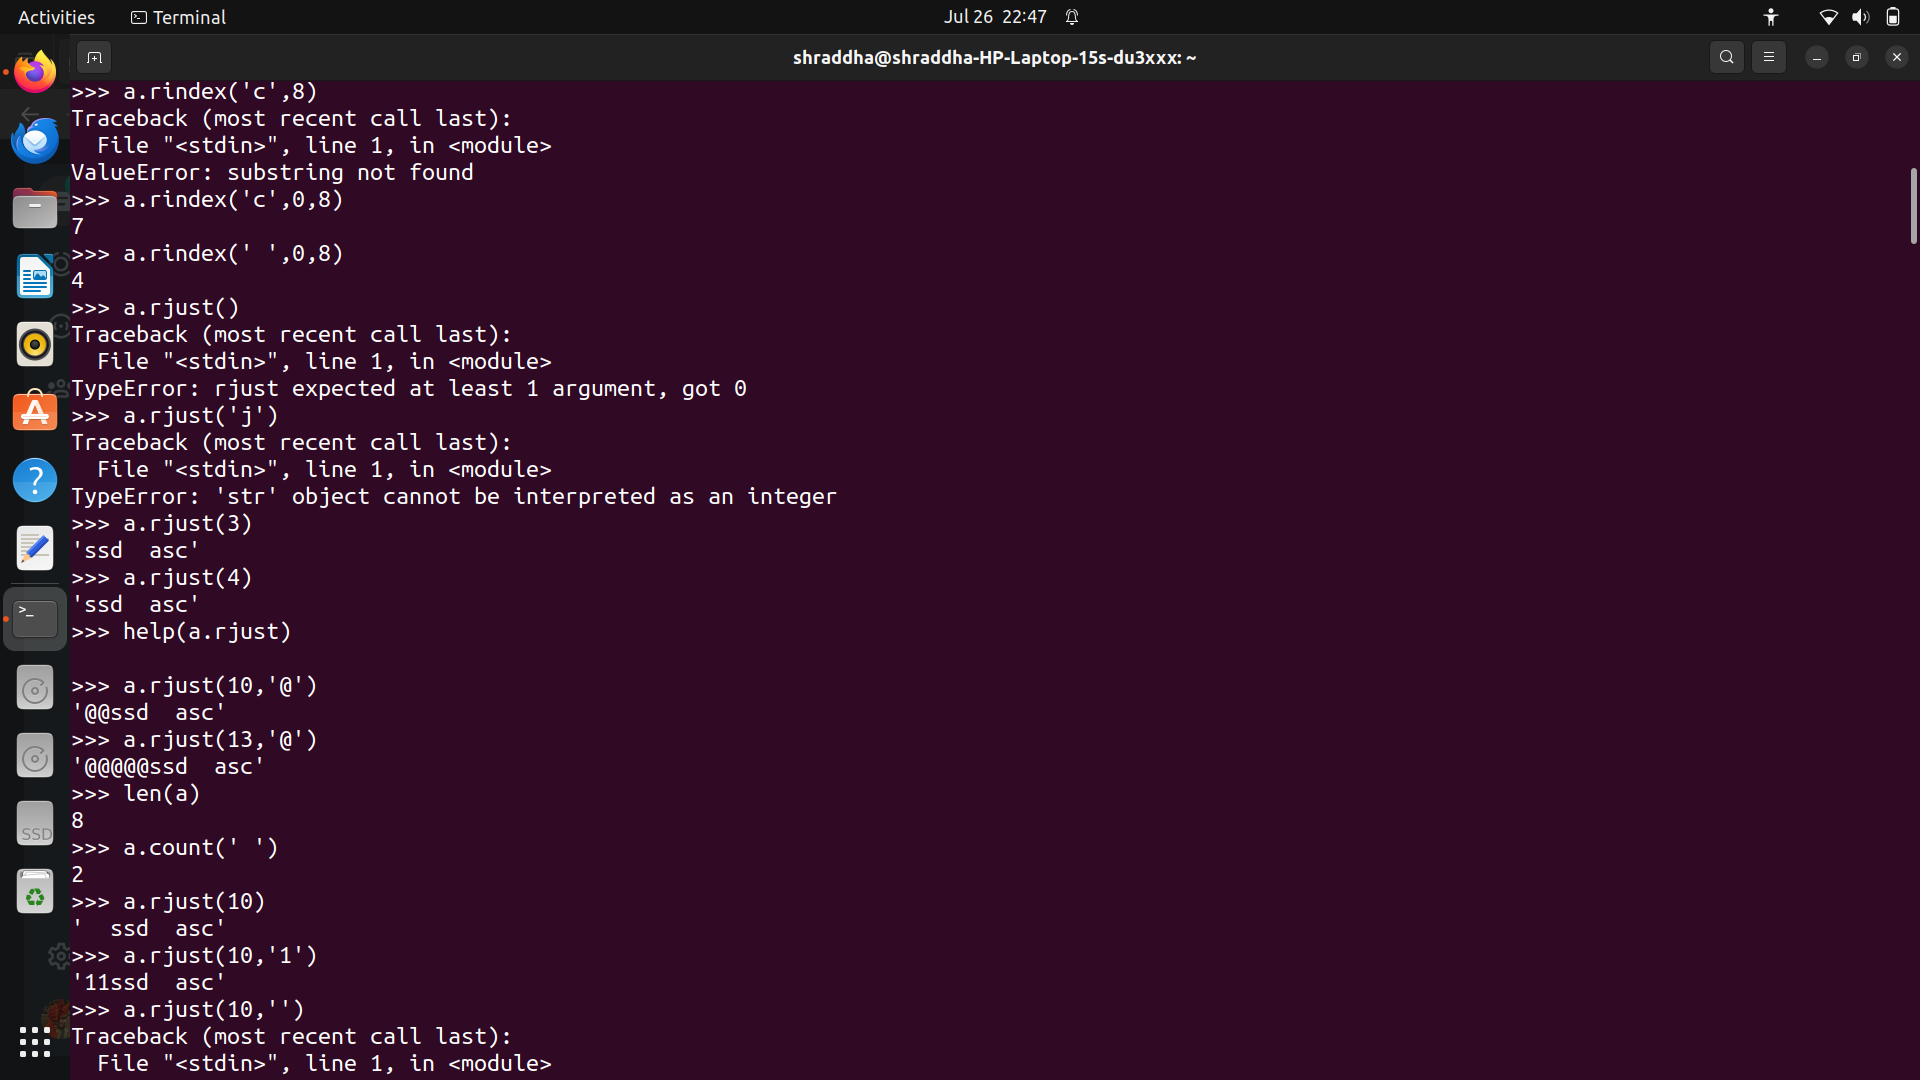 Activities Terminal Jul 26 22:47
shraddha@shraddha-HP-Laptop-15s-du3xxx: ~
>>> a.rindex('c',8)
Traceback (most recent call last):
  File "<stdin>", line 1, in <module>
ValueError: substring not found
>>> a.rindex('c',0,8)
7
>>> a.rindex(' ',0,8)
4
>>> a.rjust()
Traceback (most recent call last):
  File "<stdin>", line 1, in <module>
TypeError: rjust expected at least 1 argument, got 0
>>> a.rjust('j')
Traceback (most recent call last):
  File "<stdin>", line 1, in <module>
TypeError: 'str' object cannot be interpreted as an integer
>>> a.rjust(3)
'ssd  asc'
>>> a.rjust(4)
'ssd  asc'
>>> help(a.rjust)
>>> a.rjust(10,'@')
'@@ssd  asc'
>>> a.rjust(13,'@')
'@@@@@ssd  asc'
>>> len(a)
8
>>> a.count(' ')
2
>>> a.rjust(10)
'  ssd  asc'
>>> a.rjust(10,'1')
'11ssd  asc'
>>> a.rjust(10,'')
Traceback (most recent call last):
  File "<stdin>", line 1, in <module>
SSD